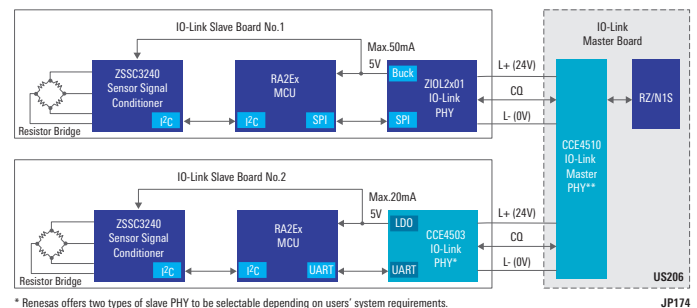 IO-Link Slave Board No.1
ZSSC3240
Sensor Signal
Conditioner
I²C
Resistor Bridge
RA2Ex
MCU
I²C
SPI
Max.50mA
5V
Buck
ZIOL2x01
IO-Link
PHY
SPI
L+ (24V)
CQ
L- (0V)
IO-Link
Master Board
CCE4510
IO-Link
Master
PHY**
RZ/N1S
IO-Link Slave Board No.2
ZSSC3240
Sensor Signal
Conditioner
I²C
Resistor Bridge
RA2Ex
MCU
I²C
UART
Max.20mA
5V
LDO
CCE4503
IO-Link
PHY*
UART
L+ (24V)
CQ
L- (0V)
US206
* Renesas offers two types of slave PHY to be selectable depending on users' system requirements.
JP174